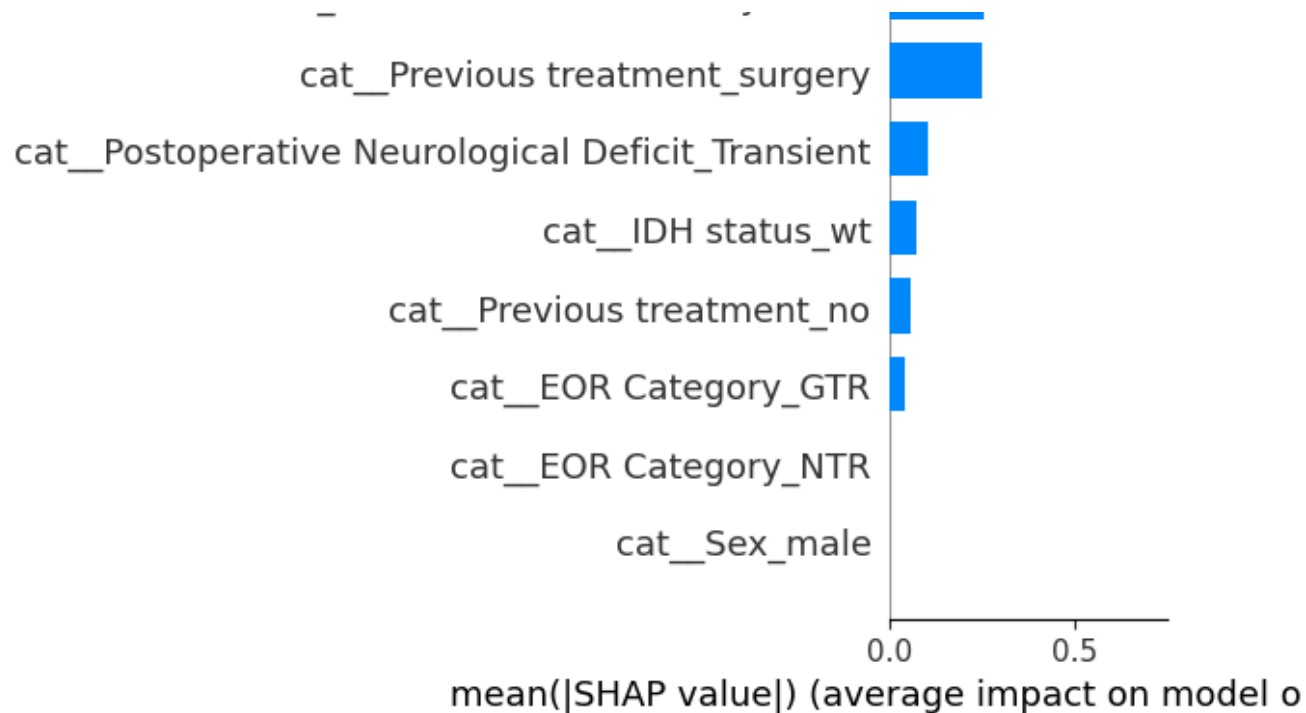 cat__Previous treatment_surgery
cat__Postoperative Neurological Deficit_Transient
cat__IDH status_wt
cat__Previous treatment_no
cat__EOR Category_GTR
cat__EOR Category_NTR
cat__Sex_male
0.0 0.5
mean(|SHAP value|) (average impact on model o